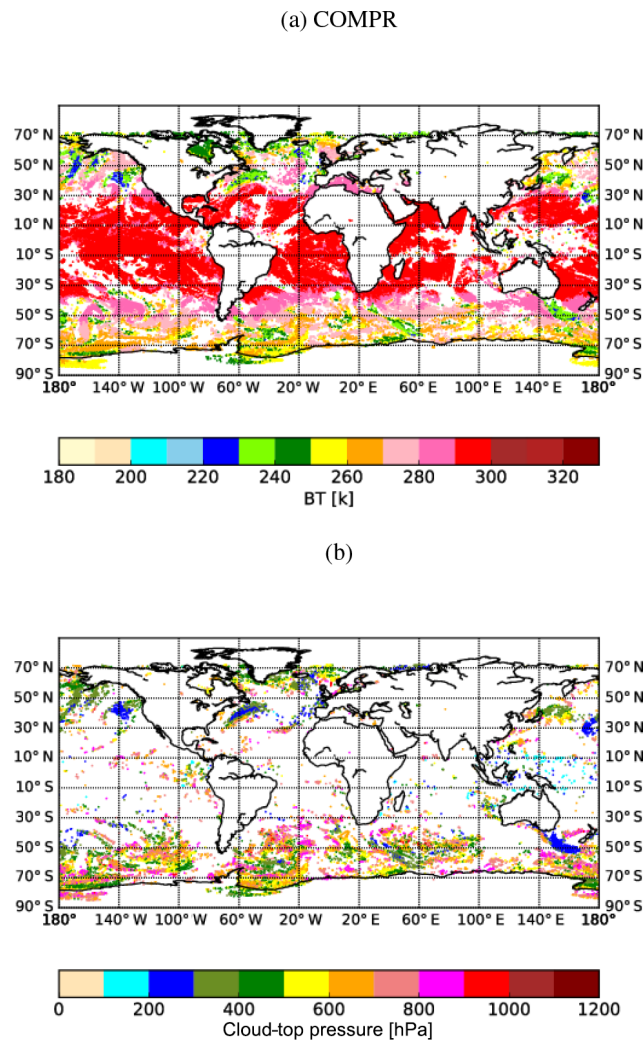 (a) COMPR
70° N 70° N
50° N 50° N
30° N 30° N
10° N 10° N
10° S 10° S
30° S 30° S
50° S 50° S
70° S 70° S
90° S 90° S
180° 140° W 100° W 60° W 20° W 20° E 60° E 100° E 140° E 180°
180 200 220 240 260 280 300 320
BT [k]
(b)
70° N 70° N
50° N 50° N
30° N 30° N
10° N 10° N
10° S 10° S
30° S 30° S
50° S 50° S
70° S 70° S
90° S 90° S
180° 140° W 100° W 60° W 20° W 20° E 60° E 100° E 140° E 180°
0 200 400 600 800 1000 1200
Cloud-top pressure [hPa]